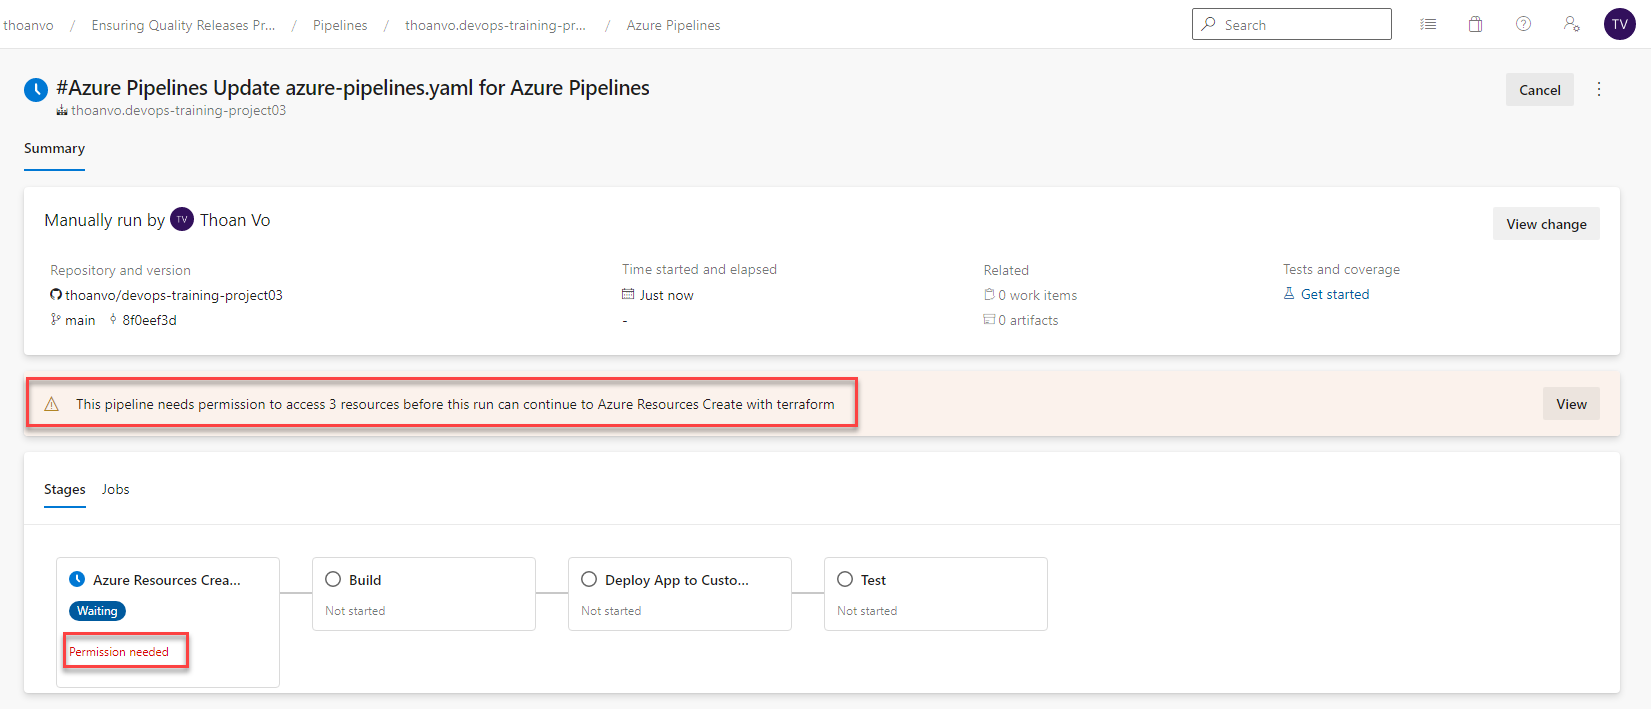 thoanvo / Ensuring Quality Releases Pr... / Pipelines / thoanvo.devops-training-pr... / Azure Pipelines
Search
TV
#Azure Pipelines Update azure-pipelines.yaml for Azure Pipelines
thoanvo.devops-training-project03
Cancel
Summary
Manually run by TV Thoan Vo
View change
Repository and version
thoanvo/devops-training-project03
main 8f0eef3d
Time started and elapsed
Just now
-
Related
0 work items
0 artifacts
Tests and coverage
Get started
This pipeline needs permission to access 3 resources before this run can continue to Azure Resources Create with terraform
View
Stages Jobs
Azure Resources Crea...
Waiting
Permission needed
Build
Not started
Deploy App to Custo...
Not started
Test
Not started